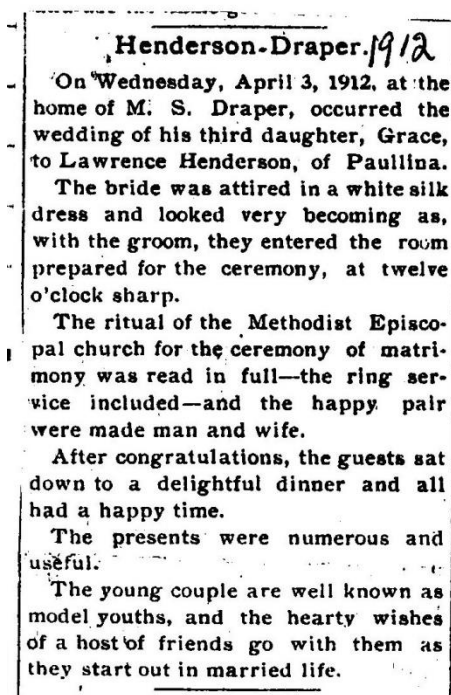 Henderson-Draper. 1912
On Wednesday, April 3, 1912, at the
home of M. S. Draper, occurred the
wedding of his third daughter, Grace,
to Lawrence Henderson, of Paullina.
The bride was attired in a white silk
dress and looked very becoming as,
with the groom, they entered the room
prepared for the ceremony, at twelve
o'clock sharp.
The ritual of the Methodist Episco-
pal church for the ceremony of matri-
mony was read in full—the ring ser-
vice included—and the happy pair
were made man and wife.
After congratulations, the guests sat
down to a delightful dinner and all
had a happy time.
The presents were numerous and
useful.
The young couple are well known as
model youths, and the hearty wishes
of a host of friends go with them as
they start out in married life.